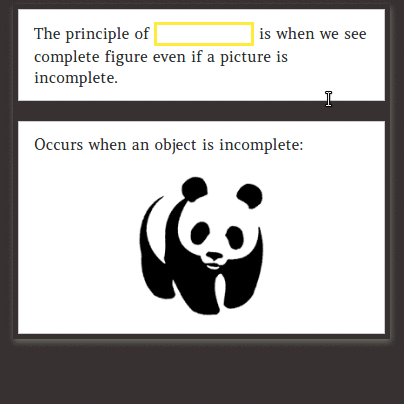 The principle of is when we see
complete figure even if a picture is
incomplete.
Occurs when an object is incomplete: